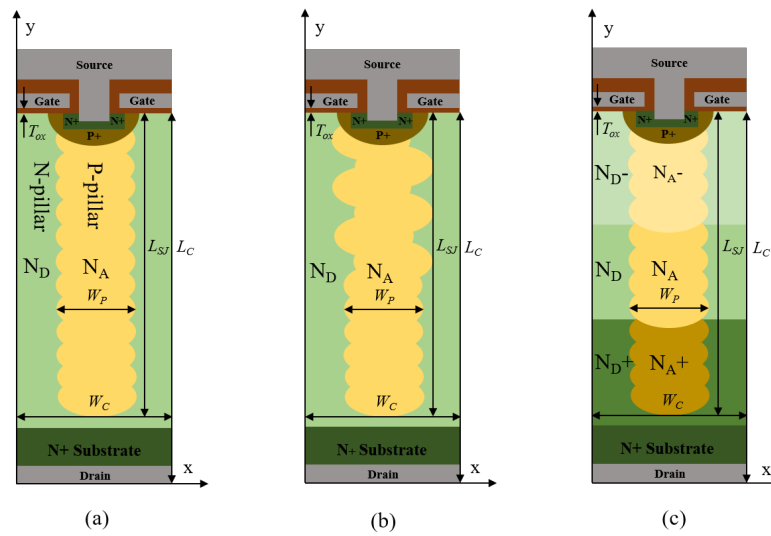 y
Source
Gate
Gate
N+
N+
P+
Tox
N-pillar
P-pillar
ND
NA
LSJ
LC
WP
WC
N+ Substrate
Drain
x
(a)
y
Source
Gate
Gate
N+
N+
P+
Tox
ND
NA
LSJ
LC
WP
WC
N+ Substrate
Drain
x
(b)
y
Source
Gate
Gate
N+
N+
P+
Tox
ND-
NA-
LSJ
LC
ND
NA
WP
ND+
NA+
WC
N+ Substrate
Drain
x
(c)